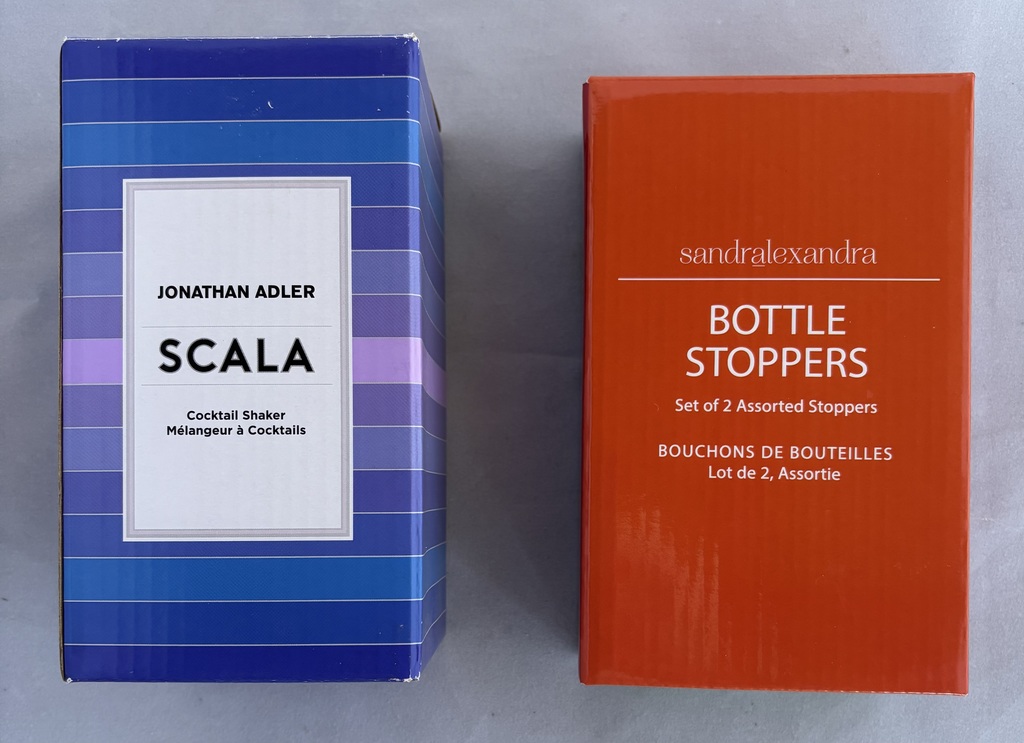 JONATHAN ADLER
SCALA
Cocktail Shaker
Mélangeur à Cocktails
sandralexandra
BOTTLE
STOPPERS
Set of 2 Assorted Stoppers
BOUCHONS DE BOUTEILLES
Lot de 2, Assortie